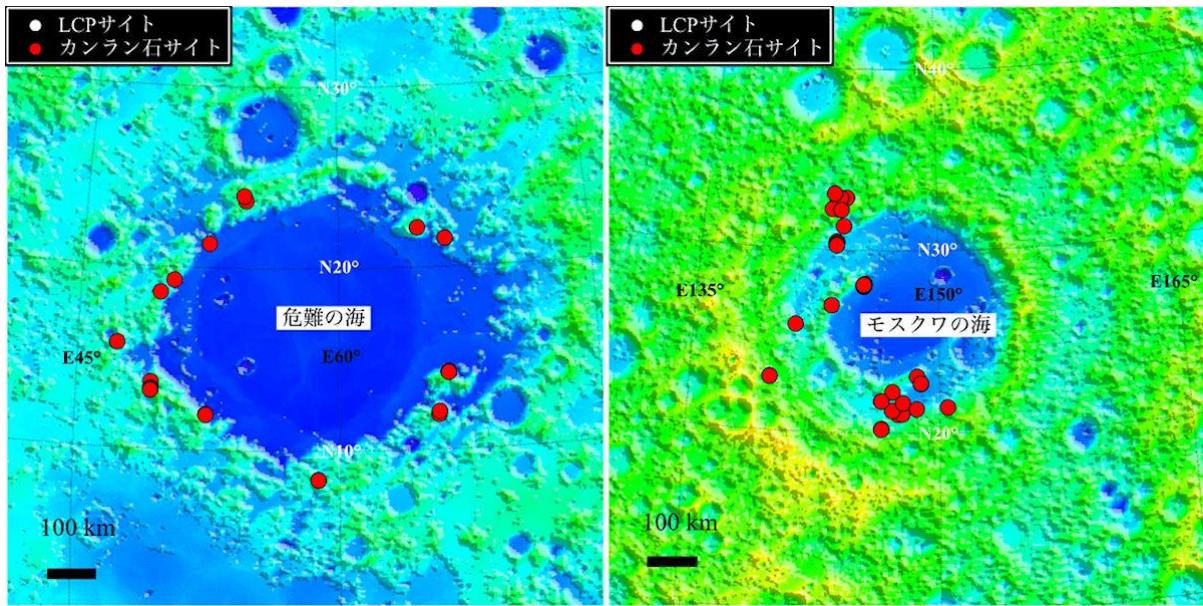 LCPサイト
カンラン石サイト
N30°
N20°
危難の海
E45°
E60°
N10°
100 km
LCPサイト
カンラン石サイト
N40°
N30°
E135°
E150°
E165°
モスクワの海
N20°
100 km